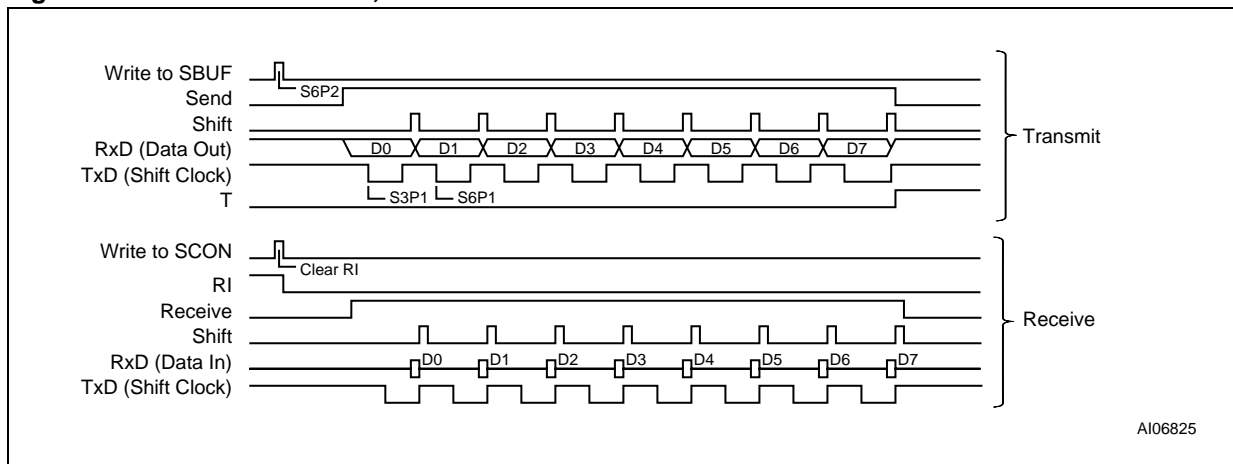 Write to SBUF
S6P2
Send
Shift
RxD (Data Out) D0 D1 D2 D3 D4 D5 D6 D7
TxD (Shift Clock)
S3P1 S6P1
T
Transmit
Write to SCON
Clear RI
RI
Receive
Shift
RxD (Data In) D0 D1 D2 D3 D4 D5 D6 D7
TxD (Shift Clock)
Receive
AI06825